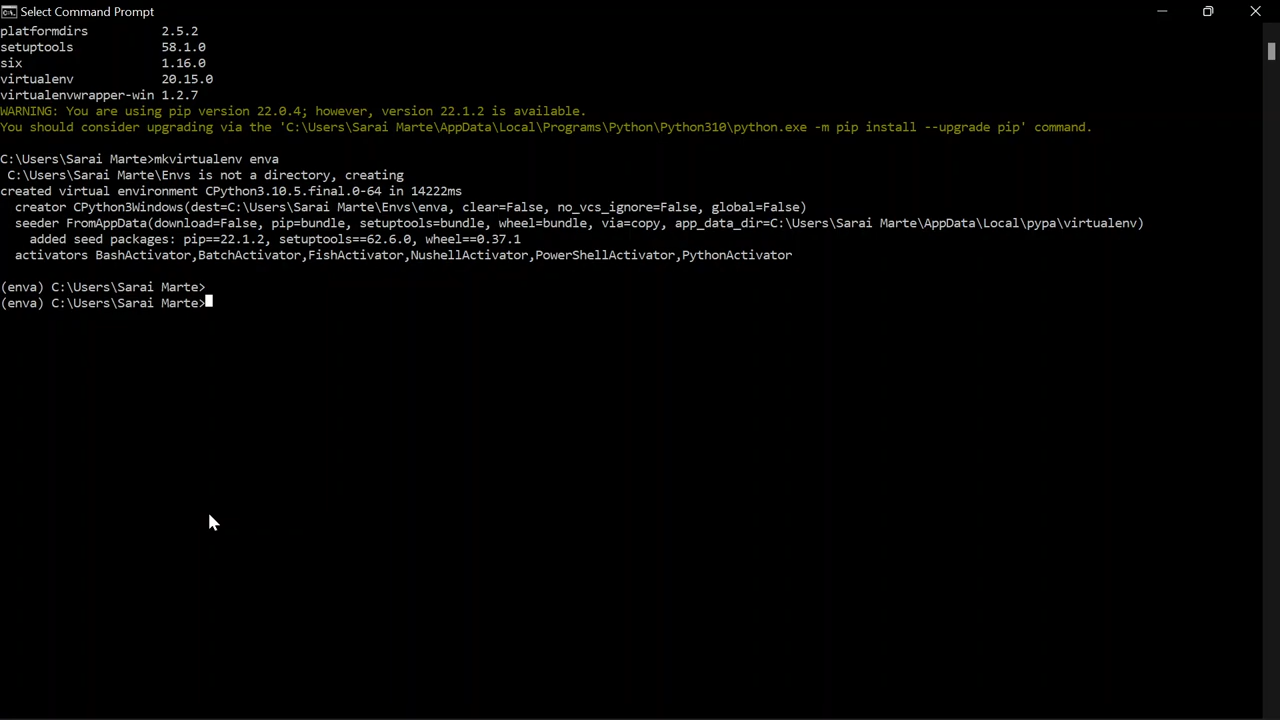 Select Command Prompt
platformdirs 2.5.2
setuptools 58.1.0
six 1.16.0
virtualenv 20.15.0
virtualenvwrapper-win 1.2.7
WARNING: You are using pip version 22.0.4; however, version 22.1.2 is available.
You should consider upgrading via the 'C:\Users\Sarai Marte\AppData\Local\Programs\Python\Python310\python.exe -m pip install --upgrade pip' command.
C:\Users\Sarai Marte>mkvirtualenv enva
C:\Users\Sarai Marte\Envs is not a directory, creating
created virtual environment CPython3.10.5.final.0-64 in 14222ms
creator CPython3Windows(dest=C:\Users\Sarai Marte\Envs\enva, clear=False, no_vcs_ignore=False, global=False)
seeder FromAppData(download=False, pip=bundle, setuptools=bundle, wheel=bundle, via=copy, app_data_dir=C:\Users\Sarai Marte\AppData\Local\pypa\virtualenv)
added seed packages: pip==22.1.2, setuptools==62.6.0, wheel==0.37.1
activators BashActivator,BatchActivator,FishActivator,NushellActivator,PowerShellActivator,PythonActivator
(enva) C:\Users\Sarai Marte>
(enva) C:\Users\Sarai Marte>